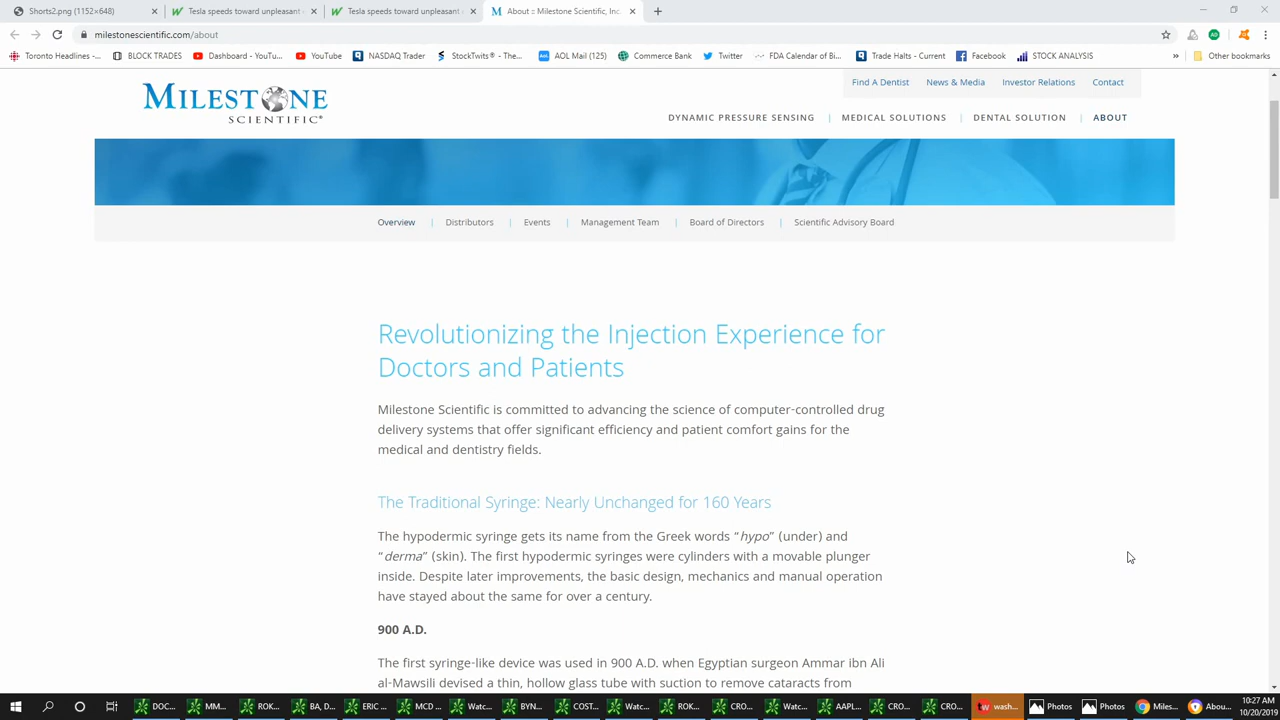 Shorts2.png (1152×648)
Tesla speeds toward unpleasant
Tesla speeds toward unpleasant
About :: Milestone Scientific, Inc.
milestonescientific.com/about
Toronto Headlines -...
BLOCK TRADES
Dashboard - YouTu...
YouTube
NASDAQ Trader
StockTwits® - The...
AOL Mail (125)
Commerce Bank
Twitter
FDA Calendar of Bi...
Trade Halts - Current
Facebook
STOCK ANALYSIS
»
Other bookmarks
MILESTONE
SCIENTIFIC®
Find A Dentist
News & Media
Investor Relations
Contact
DYNAMIC PRESSURE SENSING
MEDICAL SOLUTIONS
DENTAL SOLUTION
ABOUT
Overview
Distributors
Events
Management Team
Board of Directors
Scientific Advisory Board
Revolutionizing the Injection Experience for
Doctors and Patients
Milestone Scientific is committed to advancing the science of computer-controlled drug
delivery systems that offer significant efficiency and patient comfort gains for the
medical and dentistry fields.
The Traditional Syringe: Nearly Unchanged for 160 Years
The hypodermic syringe gets its name from the Greek words “hypo” (under) and
“derma” (skin). The first hypodermic syringes were cylinders with a movable plunger
inside. Despite later improvements, the basic design, mechanics and manual operation
have stayed about the same for over a century.
900 A.D.
The first syringe-like device was used in 900 A.D. when Egyptian surgeon Ammar ibn Ali
al-Mawsili devised a thin, hollow glass tube with suction to remove cataracts from
DOC...
MM...
ROK...
BA, D...
ERIC ...
MCD ...
Watc...
BYN...
COST...
Watc...
ROK...
CRO...
Watc...
AAPL...
CRO...
CRO...
tw
wash...
Photos
Photos
Miles...
Abou...
10:27 AM
10/20/2019